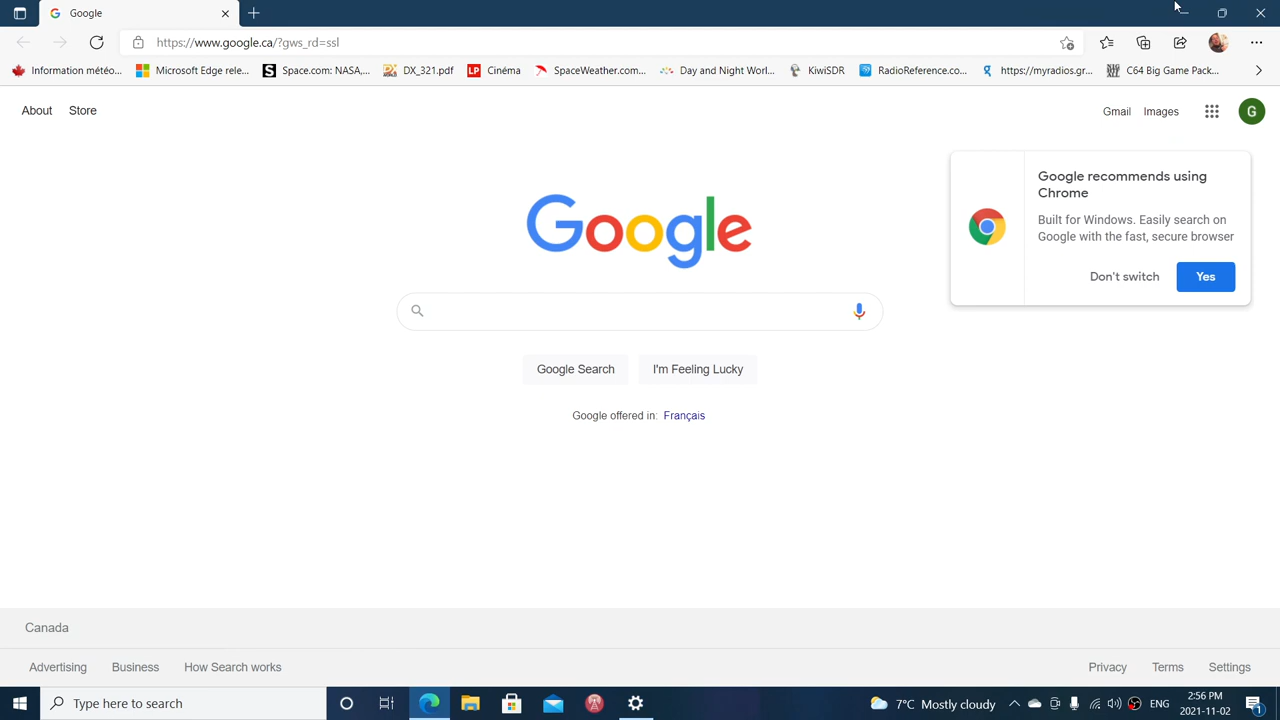 Google
https://www.google.ca/?gws_rd=ssl
Information météo...
Microsoft Edge rele...
S
Space.com: NASA,...
DX_321.pdf
LP
Cinéma
SpaceWeather.com...
Day and Night Worl...
KiwiSDR
RadioReference.co...
g
https://myradios.gr...
C64 Big Game Pack...
About
Store
Gmail
Images
G
Google recommends using
Chrome
Built for Windows. Easily search on
Google with the fast, secure browser
Don't switch
Yes
Google
Google Search
I'm Feeling Lucky
Google offered in: Français
Canada
Advertising
Business
How Search works
Privacy
Terms
Settings
Type here to search
7°C Mostly cloudy
ENG
2:56 PM
2021-11-02
1